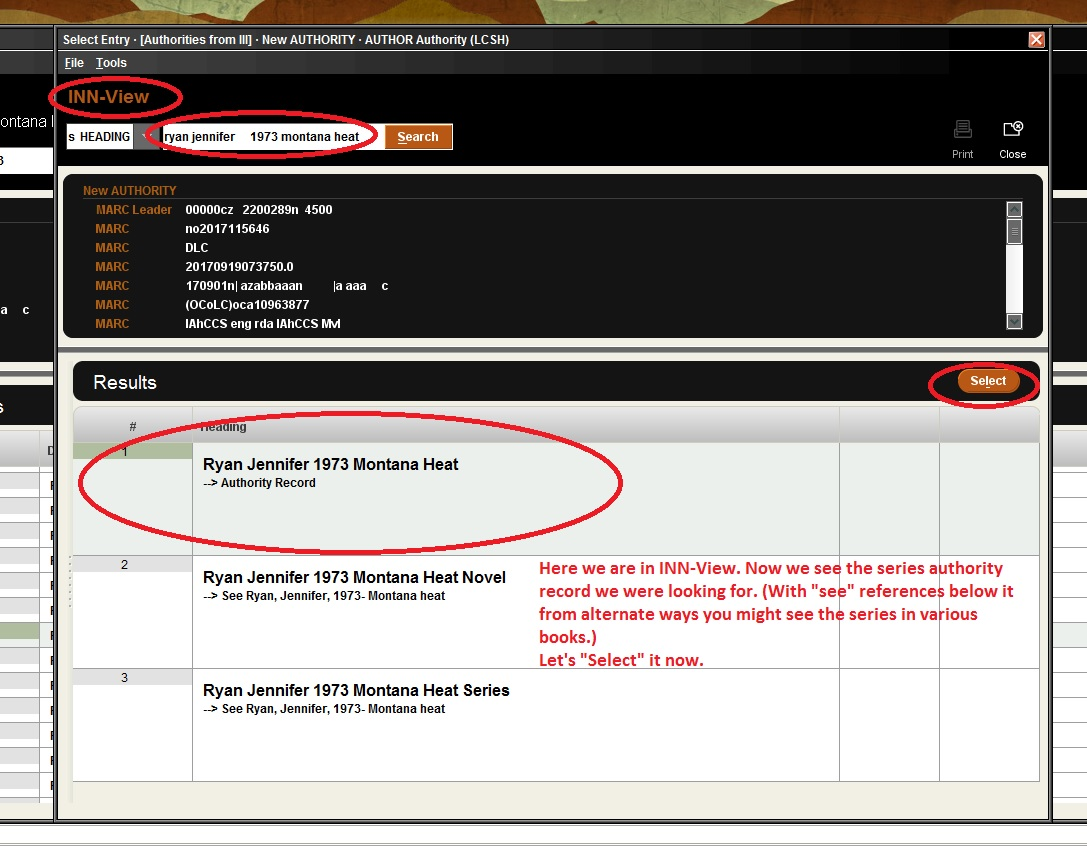 Select Entry · [Authorities from III] · New AUTHORITY · AUTHOR Authority (LCSH)
File Tools
INN-View
ontana
s HEADING ryan jennifer 1973 montana heat Search
Print Close
New AUTHORITY
MARC Leader 00000cz 2200289n 4500
MARC no2017115646
MARC DLC
MARC 20170919073750.0
MARC 170901n| azabbaaan |a aaa c
MARC (OCoLC)oca10963877
MARC IAhCCS eng rda IAhCCS MvI
a c
Results Select
# Heading
1
Ryan Jennifer 1973 Montana Heat
--> Authority Record
2
Ryan Jennifer 1973 Montana Heat Novel
--> See Ryan, Jennifer, 1973- Montana heat
Here we are in INN-View. Now we see the series authority
record we were looking for. (With "see" references below it
from alternate ways you might see the series in various
books.)
Let's "Select" it now.
3
Ryan Jennifer 1973 Montana Heat Series
--> See Ryan, Jennifer, 1973- Montana heat